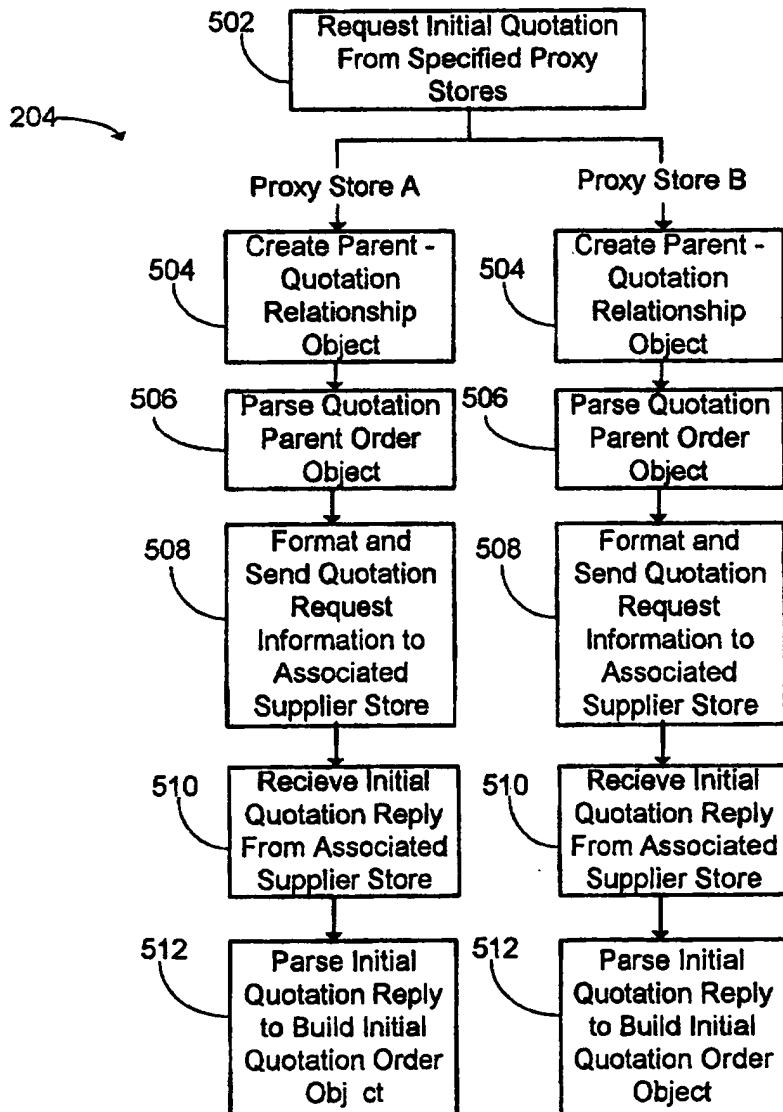 502
Request Initial Quotation
From Specified Proxy
Stores
204
Proxy Store A
504
Create Parent -
Quotation
Relationship
Object
506
Parse Quotation
Parent Order
Object
508
Format and
Send Quotation
Request
Information to
Associated
Supplier Store
510
Recieve Initial
Quotation Reply
From Associated
Supplier Store
512
Parse Initial
Quotation Reply
to Build Initial
Quotation Order
Obj ct
Proxy Store B
504
Create Parent -
Quotation
Relationship
Object
506
Parse Quotation
Parent Order
Object
508
Format and
Send Quotation
Request
Information to
Associated
Supplier Store
510
Recieve Initial
Quotation Reply
From Associated
Supplier Store
512
Parse Initial
Quotation Reply
to Build Initial
Quotation Order
Object